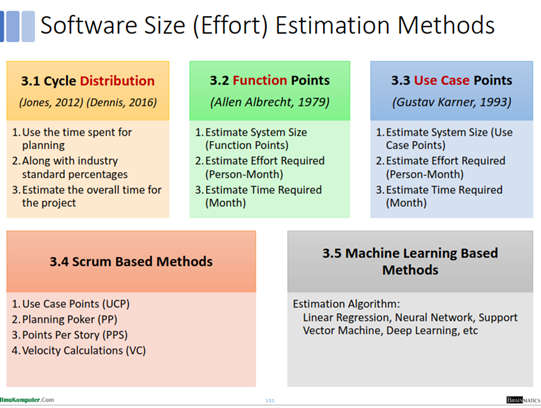 Software Size (Effort) Estimation Methods
3.1 Cycle Distribution
(Jones, 2012) (Dennis, 2016)
1. Use the time spent for
planning
2. Along with industry
standard percentages
3. Estimate the overall time for
the project
3.2 Function Points
(Allen Albrecht, 1979)
1. Estimate System Size
(Function Points)
2. Estimate Effort Required
(Person-Month)
3. Estimate Time Required
(Month)
3.3 Use Case Points
(Gustav Karner, 1993)
1. Estimate System Size (Use
Case Points)
2. Estimate Effort Required
(Person-Month)
3. Estimate Time Required
(Month)
3.4 Scrum Based Methods
1. Use Case Points (UCP)
2. Planning Poker (PP)
3. Points Per Story (PPS)
4. Velocity Calculations (VC)
3.5 Machine Learning Based
Methods
Estimation Algorithm:
Linear Regression, Neural Network, Support
Vector Machine, Deep Learning, etc
IlmuKomputer.Com
131
BRAINMATICS